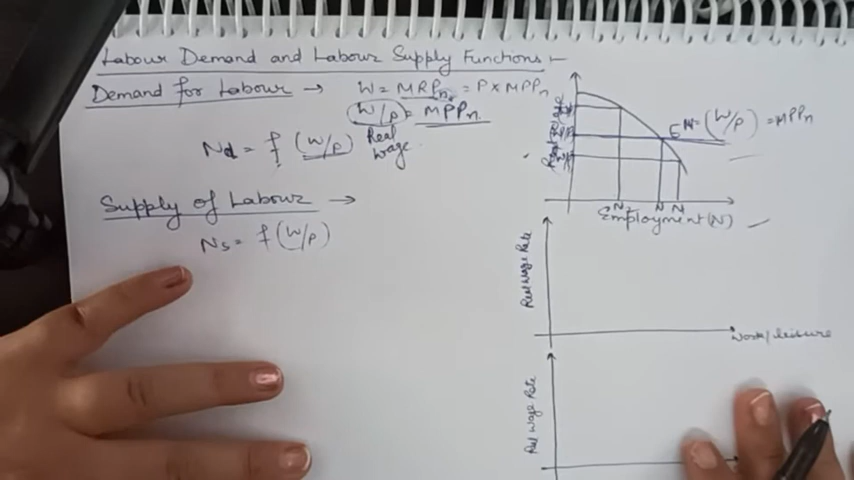 Labour Demand and Labour Supply Functions :-
Demand for Labour → W = MRPn = P x MPPn
W/P = MPPn
Nd = f (W/P) Real wage
Supply of Labour →
Ns = f (W/P)
E (W/P) = MPPn
N2 N N
Employment (N)
Real Wage Rate
Work/leisure
Real Wage Rate